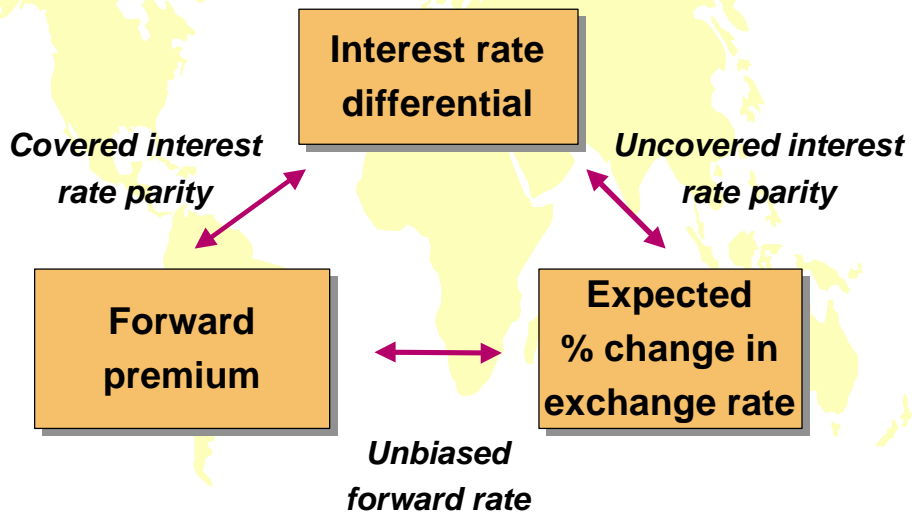 Interest rate
differential
Covered interest
rate parity
Uncovered interest
rate parity
Forward
premium
Expected
% change in
exchange rate
Unbiased
forward rate